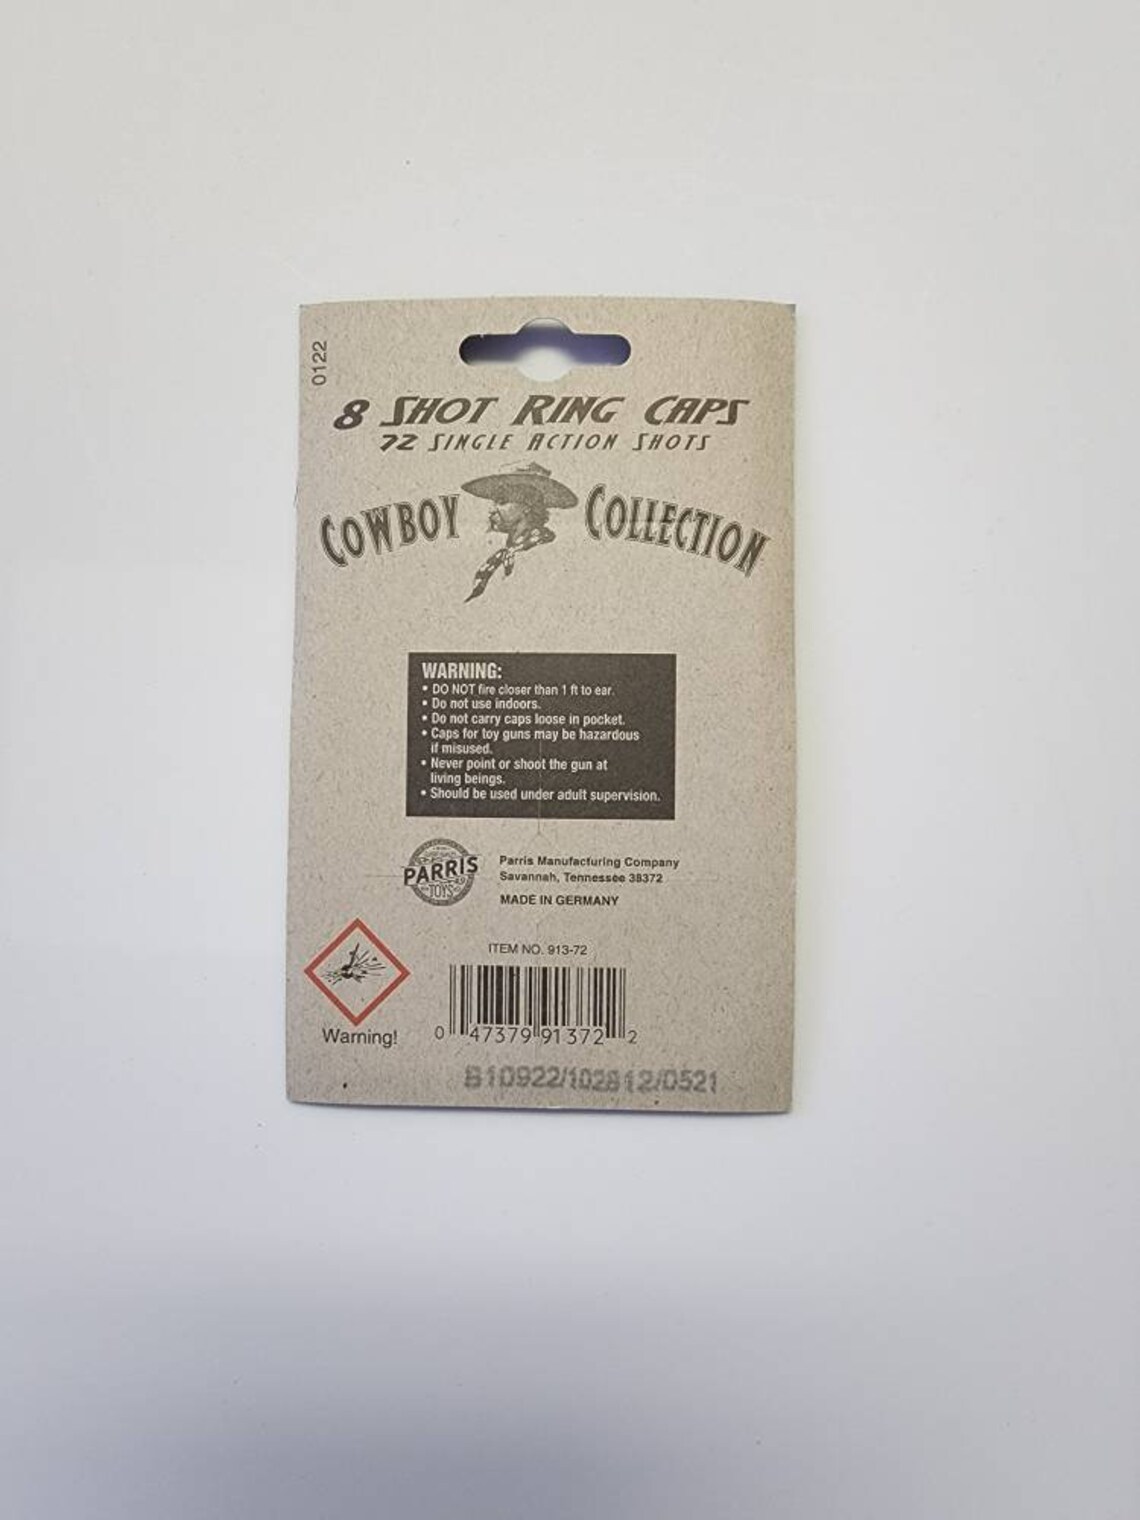 0122
8 SHOT RING CAPS
72 SINGLE ACTION SHOTS
COWBOY COLLECTION
WARNING:
• DO NOT fire closer than 1 ft to ear.
• Do not use indoors.
• Do not carry caps loose in pocket.
• Caps for toy guns may be hazardous
if misused.
• Never point or shoot the gun at
living beings.
• Should be used under adult supervision.
PARRIS
TOYS
Parris Manufacturing Company
Savannah, Tennessee 38372
MADE IN GERMANY
ITEM NO. 913-72
Warning!
0 47379 91372 2
B10922/102812/0521